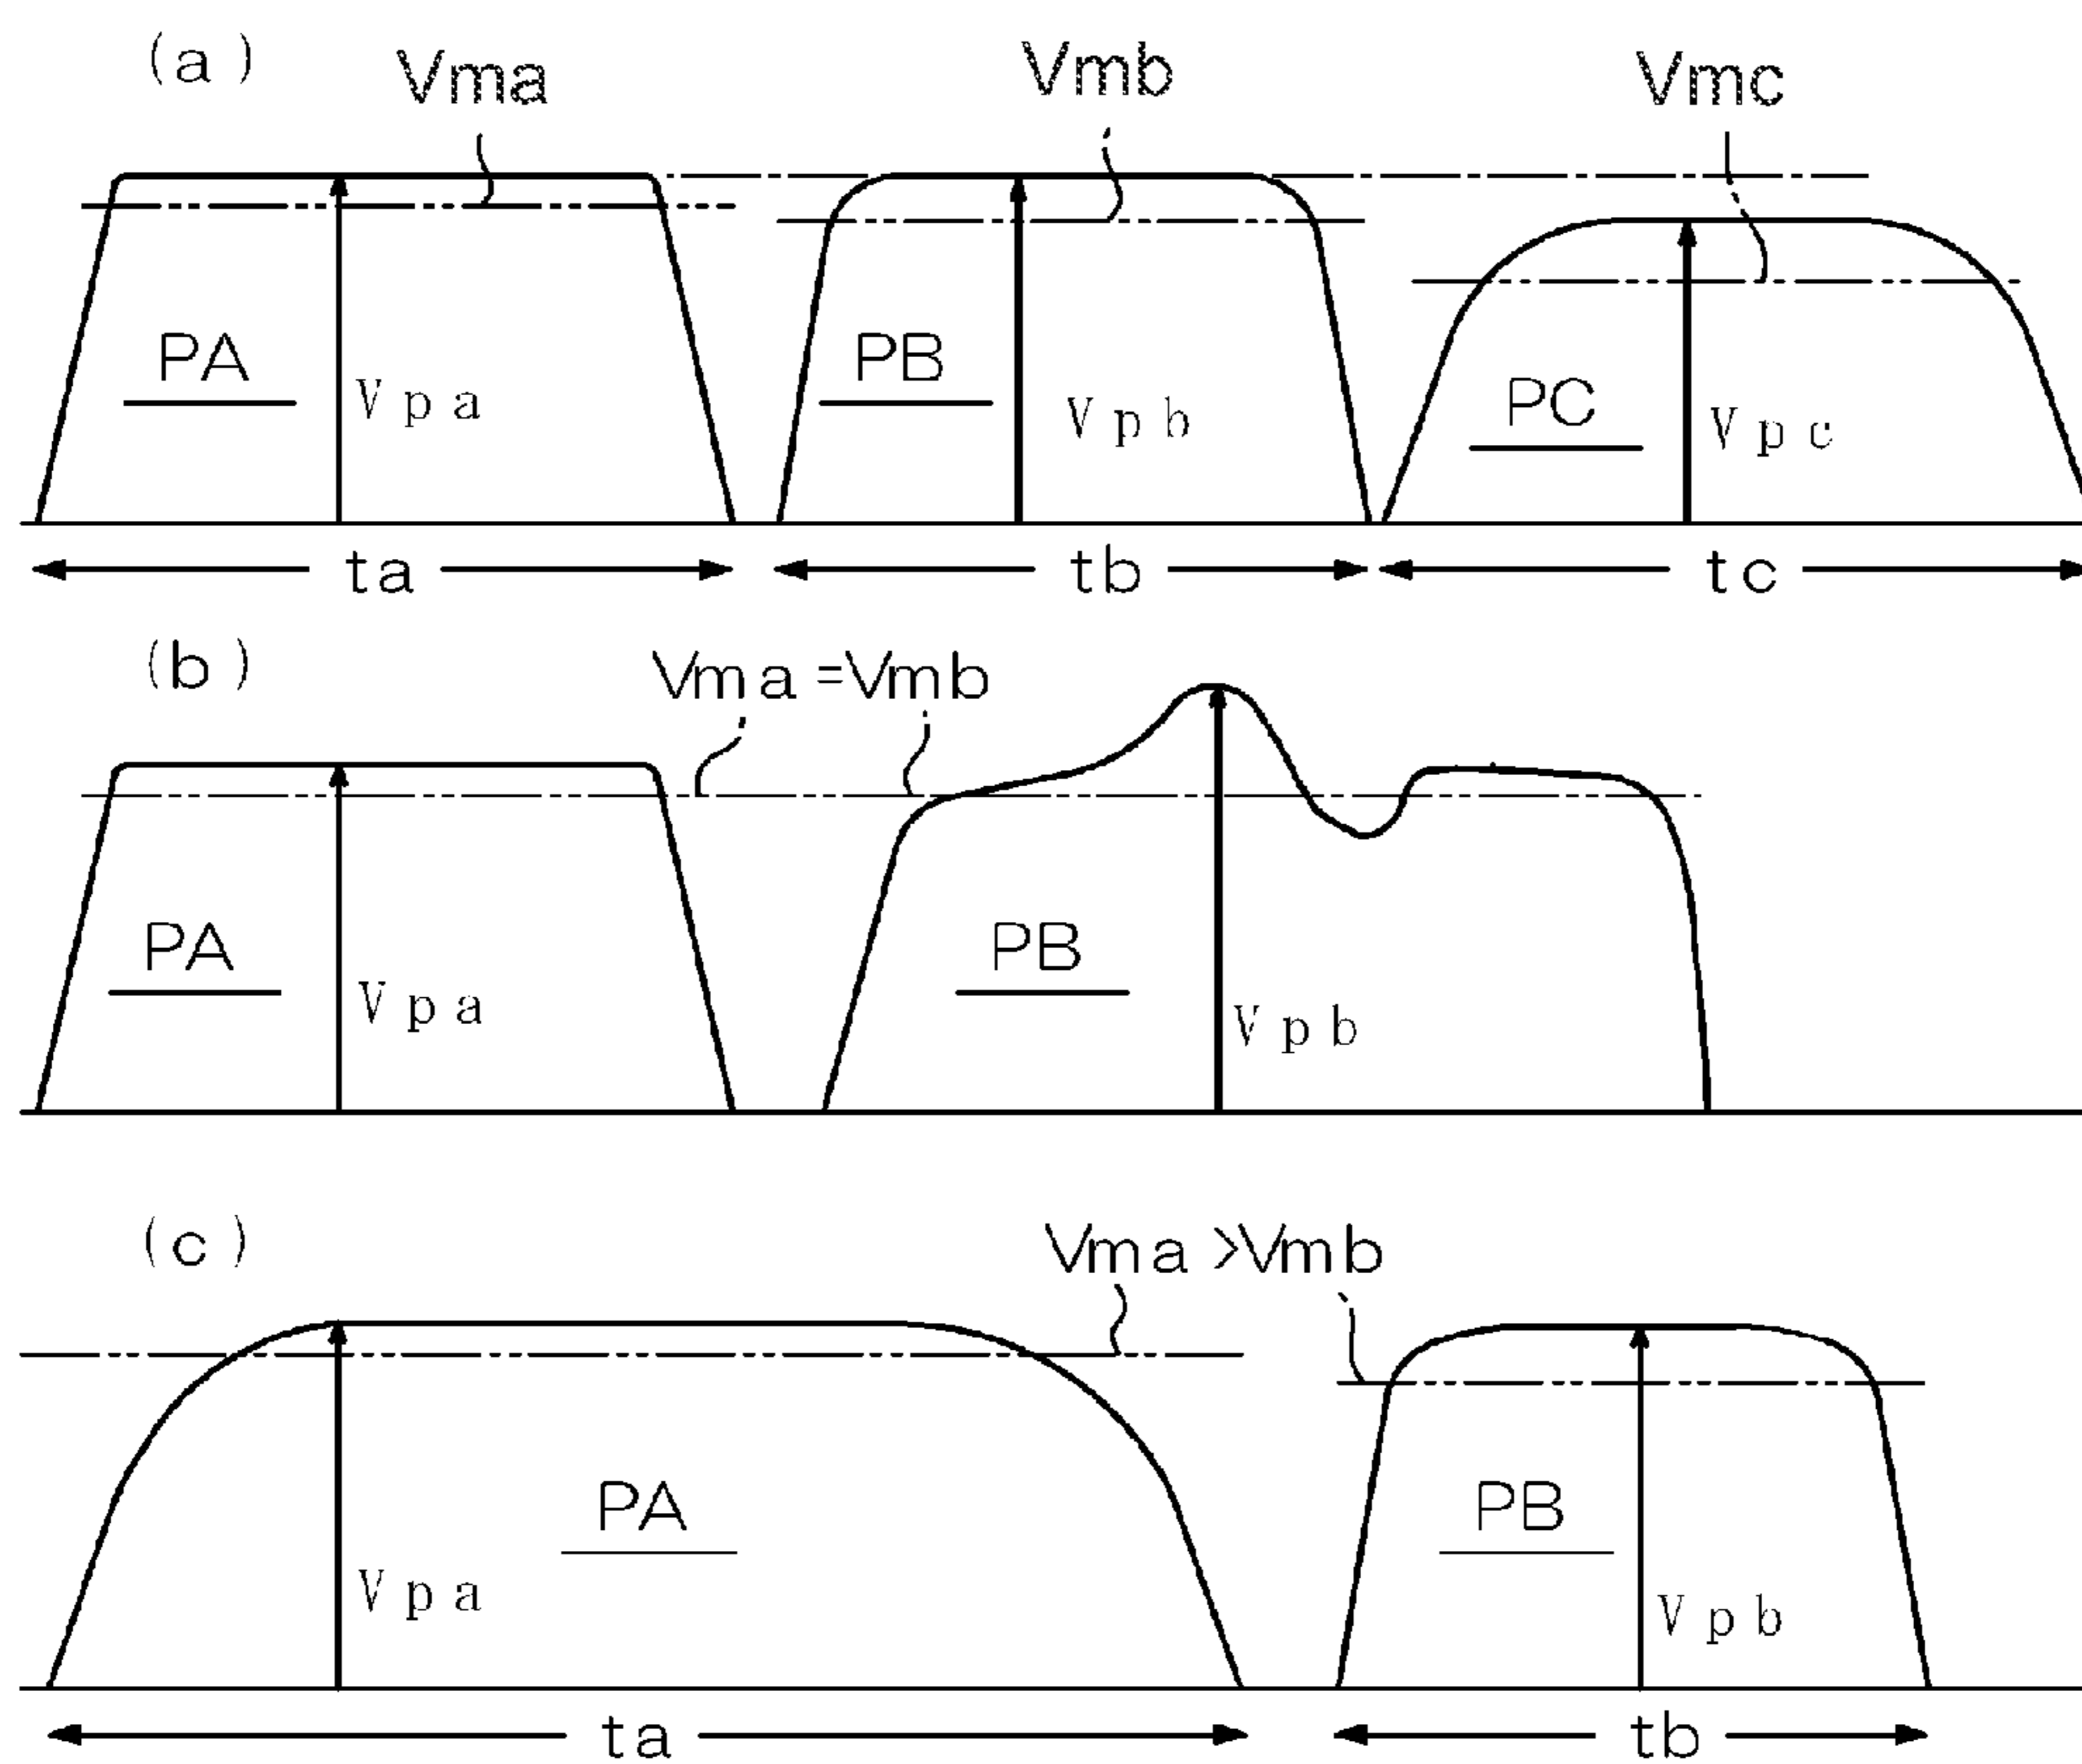 (a)
Vma
Vmb
Vmc
PA
Vpa
PB
Vpb
PC
Vpc
ta
tb
tc
(b)
Vma=Vmb
PA
Vpa
PB
Vpb
(c)
Vma>Vmb
PA
Vpa
PB
Vpb
ta
tb